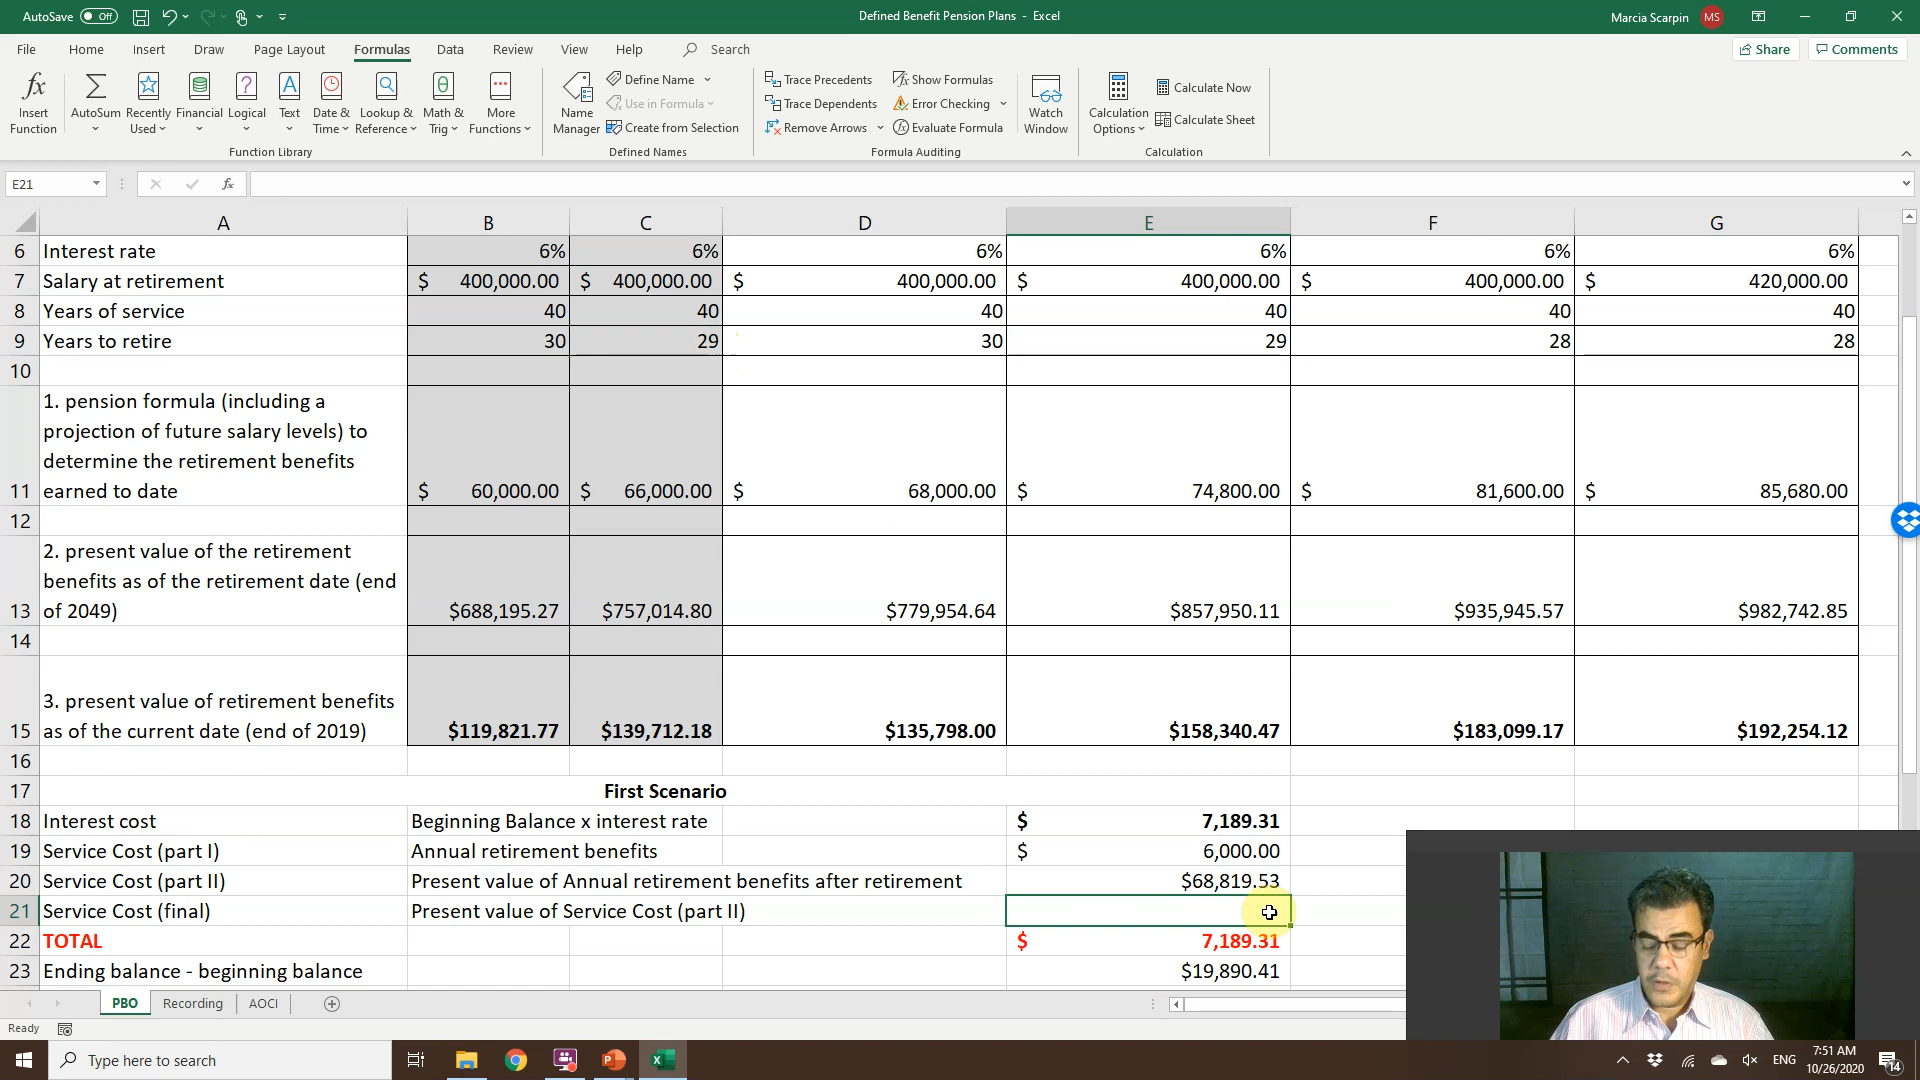 AutoSave Off
Defined Benefit Pension Plans - Excel
Marcia Scarpin MS
File Home Insert Draw Page Layout Formulas Data Review View Help Search
Share Comments
Insert Function
AutoSum
Recently Used
Financial
Logical
Text
Date & Time
Lookup & Reference
Math & Trig
More Functions
Function Library
Name Manager
Define Name
Use in Formula
Create from Selection
Defined Names
Trace Precedents
Trace Dependents
Remove Arrows
Show Formulas
Error Checking
Evaluate Formula
Formula Auditing
Watch Window
Calculation Options
Calculate Now
Calculate Sheet
Calculation
E21 fx
A B C D E F G
6 Interest rate 6% 6% 6% 6% 6% 6%
7 Salary at retirement $ 400,000.00 $ 400,000.00 $ 400,000.00 $ 400,000.00 $ 400,000.00 $ 420,000.00
8 Years of service 40 40 40 40 40 40
9 Years to retire 30 29 30 29 28 28
10
1. pension formula (including a
projection of future salary levels) to
determine the retirement benefits
11 earned to date $ 60,000.00 $ 66,000.00 $ 68,000.00 $ 74,800.00 $ 81,600.00 $ 85,680.00
12
2. present value of the retirement
benefits as of the retirement date (end
13 of 2049) $688,195.27 $757,014.80 $779,954.64 $857,950.11 $935,945.57 $982,742.85
14
3. present value of retirement benefits
15 as of the current date (end of 2019) $119,821.77 $139,712.18 $135,798.00 $158,340.47 $183,099.17 $192,254.12
16
17 First Scenario
18 Interest cost Beginning Balance x interest rate $ 7,189.31
19 Service Cost (part I) Annual retirement benefits $ 6,000.00
20 Service Cost (part II) Present value of Annual retirement benefits after retirement $68,819.53
21 Service Cost (final) Present value of Service Cost (part II)
22 TOTAL $ 7,189.31
23 Ending balance - beginning balance $19,890.41
PBO Recording AOCI
Ready
Type here to search
ENG
7:51 AM
10/26/2020
14